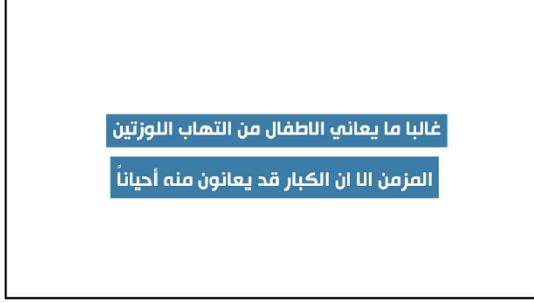 غالبا ما يعاني الاطفال من التهاب اللوزتين
المزمن الا ان الكبار قد يعانون منه أحياناً